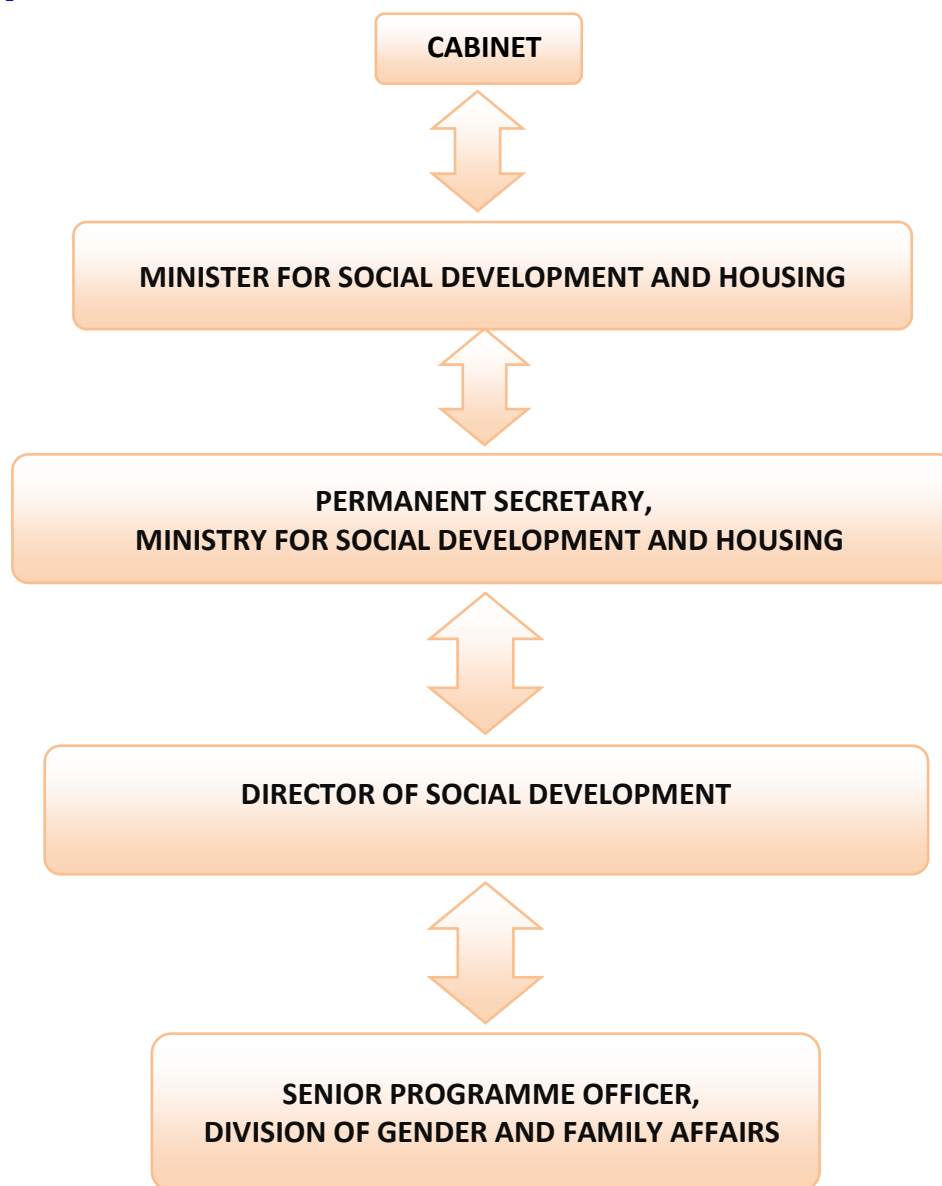 CABINET
MINISTER FOR SOCIAL DEVELOPMENT AND HOUSING
PERMANENT SECRETARY,
MINISTRY FOR SOCIAL DEVELOPMENT AND HOUSING
DIRECTOR OF SOCIAL DEVELOPMENT
SENIOR PROGRAMME OFFICER,
DIVISION OF GENDER AND FAMILY AFFAIRS